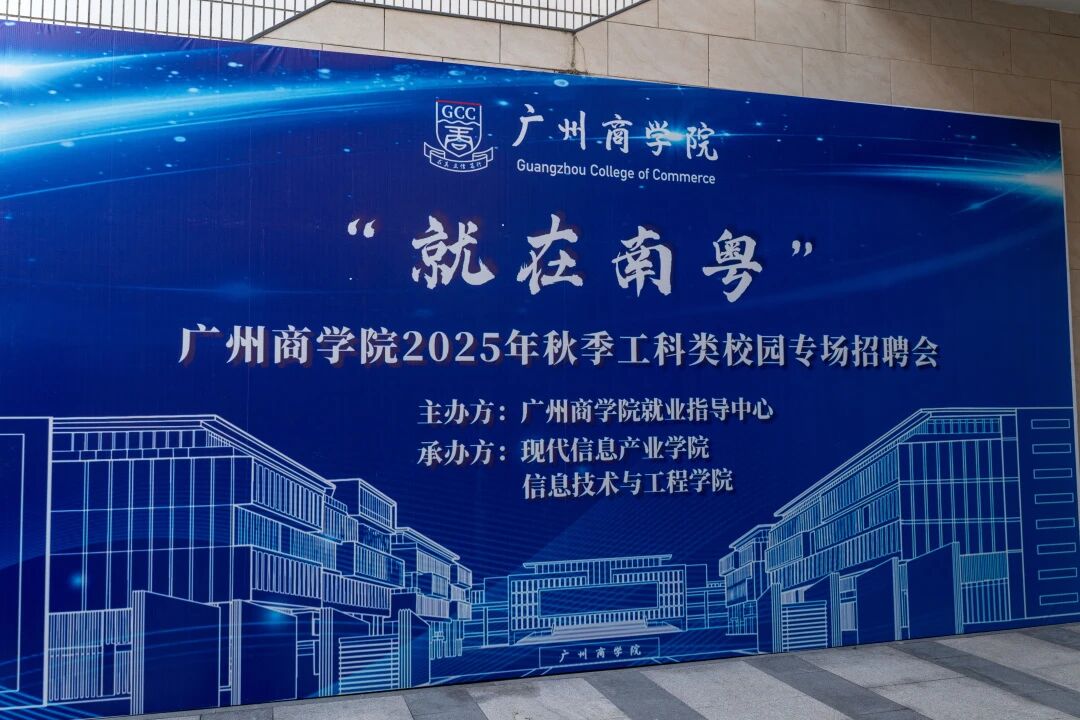 GCC
广州商学院
Guangzhou College of Commerce
“就在南粤”
广州商学院2025年秋季工科类校园专场招聘会
主办方：广州商学院就业指导中心
承办方：现代信息产业学院
信息技术与工程学院
广州商学院